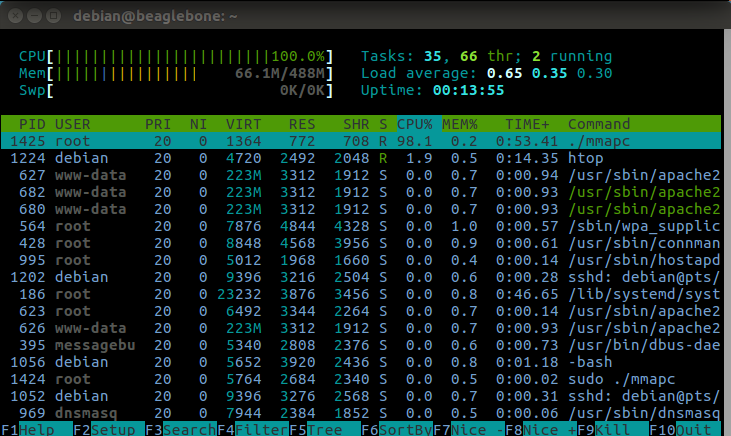 debian@beaglebone: ~
CPU[|||||||||||||||||||||||||100.0%] Tasks: 35, 66 thr; 2 running
Mem[|||||||||||||||| 66.1M/488M] Load average: 0.65 0.35 0.30
Swp[ 0K/0K] Uptime: 00:13:55
PID USER PRI NI VIRT RES SHR S CPU% MEM% TIME+ Command
1425 root 20 0 1364 772 708 R 98.1 0.2 0:53.41 ./mmapc
1224 debian 20 0 4720 2492 2048 R 1.9 0.5 0:14.35 htop
627 www-data 20 0 223M 3312 1912 S 0.0 0.7 0:00.94 /usr/sbin/apache2
682 www-data 20 0 223M 3312 1912 S 0.0 0.7 0:00.93 /usr/sbin/apache2
680 www-data 20 0 223M 3312 1912 S 0.0 0.7 0:00.93 /usr/sbin/apache2
564 root 20 0 7876 4844 4328 S 0.0 1.0 0:00.57 /sbin/wpa_supplic
428 root 20 0 8848 4568 3956 S 0.0 0.9 0:00.61 /usr/sbin/connman
995 root 20 0 5012 1968 1660 S 0.0 0.4 0:00.14 /usr/sbin/hostapd
1202 debian 20 0 9396 3216 2504 S 0.0 0.6 0:00.28 sshd: debian@pts/
186 root 20 0 23232 3876 3456 S 0.0 0.8 0:46.65 /lib/systemd/syst
623 root 20 0 6492 3344 2264 S 0.0 0.7 0:00.14 /usr/sbin/apache2
626 www-data 20 0 223M 3312 1912 S 0.0 0.7 0:00.93 /usr/sbin/apache2
395 messagebu 20 0 5340 2808 2376 S 0.0 0.6 0:00.73 /usr/bin/dbus-dae
1056 debian 20 0 5652 3920 2436 S 0.0 0.8 0:01.18 -bash
1424 root 20 0 5764 2684 2340 S 0.0 0.5 0:00.02 sudo ./mmapc
1052 debian 20 0 9396 3276 2568 S 0.0 0.7 0:00.31 sshd: debian@pts/
969 dnsmasq 20 0 7944 2384 1852 S 0.0 0.5 0:00.04 /usr/sbin/dnsmasq
F1Help F2Setup F3SearchF4FilterF5Tree F6SortByF7Nice -F8Nice +F9Kill F10Quit